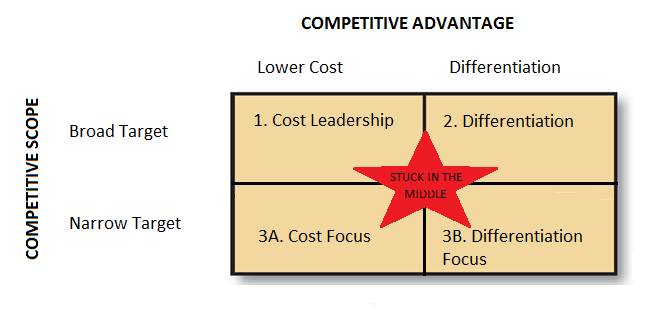 COMPETITIVE ADVANTAGE
Lower Cost
Differentiation
COMPETITIVE SCOPE
Broad Target
1. Cost Leadership
2. Differentiation
STUCK IN THE
MIDDLE
Narrow Target
3A. Cost Focus
3B. Differentiation
Focus